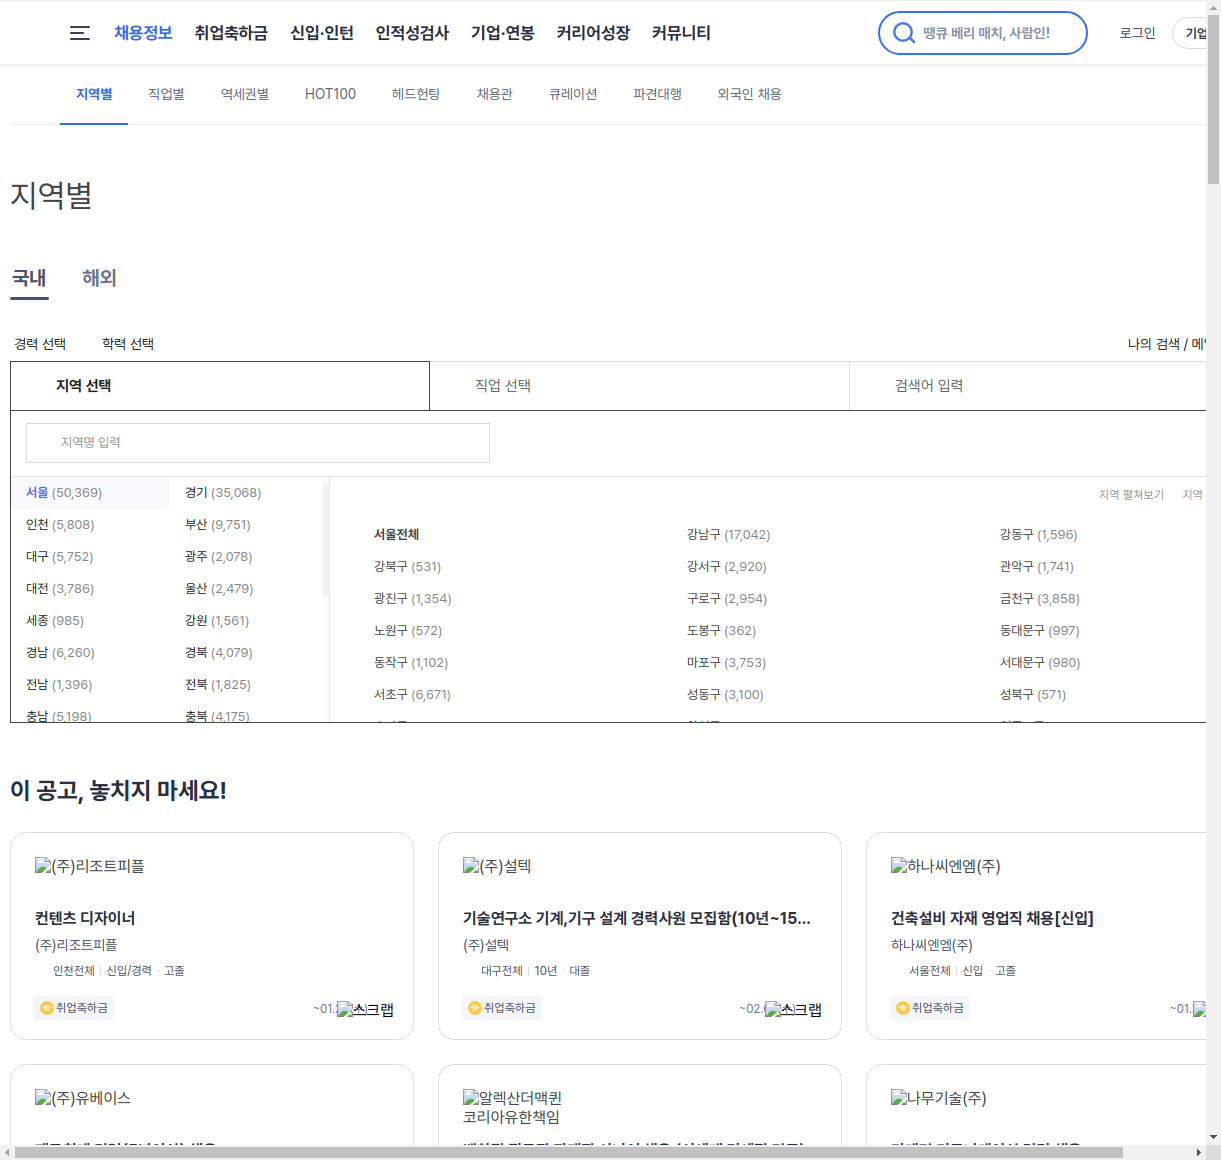 채용정보 취업축하금 신입·인턴 인적성검사 기업·연봉 커리어성장 커뮤니티 땡큐 베리 매치, 사람인! 로그인 기업
지역별 직업별 역세권별 HOT100 헤드헌팅 채용관 큐레이션 파견대행 외국인 채용
지역별
국내 해외
경력 선택 학력 선택 나의 검색 / 메일
지역 선택 직업 선택 검색어 입력
지역명 입력
서울 (50,369) 경기 (35,068) 지역 펼쳐보기 지역
인천 (5,808) 부산 (9,751) 서울전체 강남구 (17,042) 강동구 (1,596)
대구 (5,752) 광주 (2,078) 강북구 (531) 강서구 (2,920) 관악구 (1,741)
대전 (3,786) 울산 (2,479) 광진구 (1,354) 구로구 (2,954) 금천구 (3,858)
세종 (985) 강원 (1,561) 노원구 (572) 도봉구 (362) 동대문구 (997)
경남 (6,260) 경북 (4,079) 동작구 (1,102) 마포구 (3,753) 서대문구 (980)
전남 (1,396) 전북 (1,825) 서초구 (6,671) 성동구 (3,100) 성북구 (571)
충남 (5,198) 충북 (4,175)
이 공고, 놓치지 마세요!
(주)리조트피플 (주)설텍 하나씨엔엠(주)
컨텐츠 디자이너 기술연구소 기계,기구 설계 경력사원 모집함(10년~15... 건축설비 자재 영업직 채용[신입]
(주)리조트피플 (주)설텍 하나씨엔엠(주)
인천전체 신입/경력 · 고졸 대구전체 10년 · 대졸 서울전체 신입 · 고졸
취업축하금 ~01. 스크랩 취업축하금 ~02. 스크랩 취업축하금 ~01.
(주)유베이스 알렉산더맥퀸 나무기술(주)
코리아유한책임